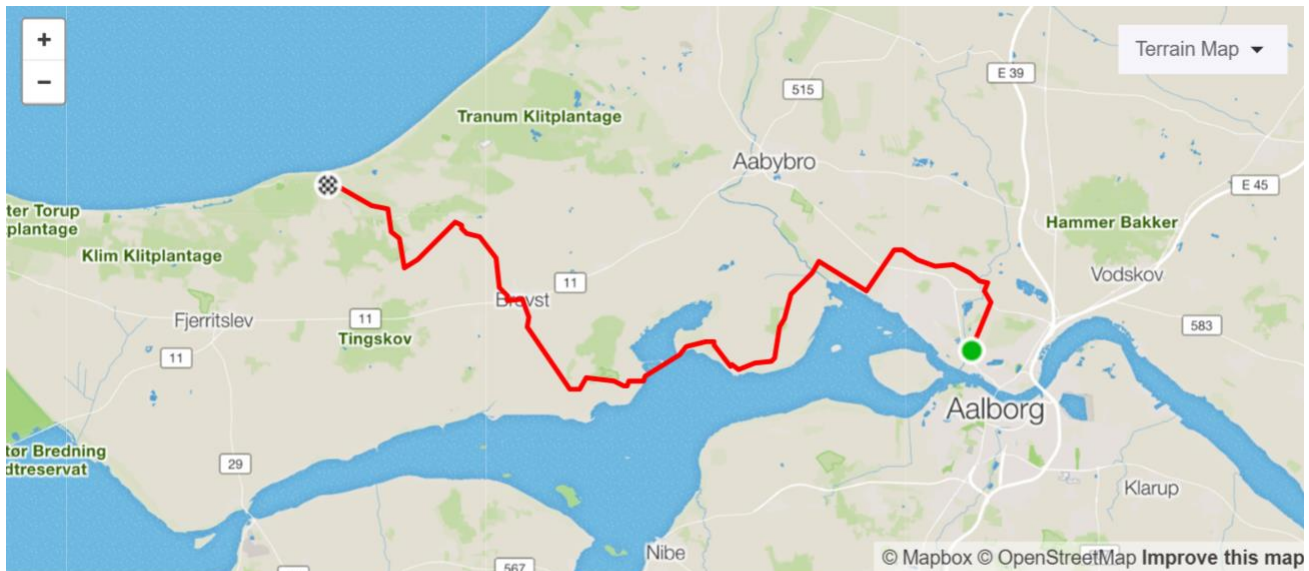 +
−
Terrain Map
E 39
515
Tranum Klitplantage
Aabybro
E 45
ter Torup
plantage
Hammer Bakker
Klim Klitplantage
Vodskov
11
Brovst
Fjerritslev
11
583
Tingskov
11
Aalborg
tør Bredning
dtreservat
29
Klarup
Nibe
567
© Mapbox © OpenStreetMap Improve this map